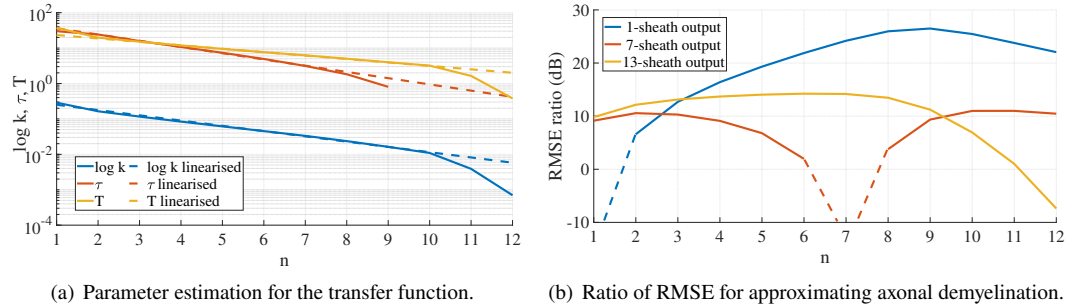 10^2
10^0
10^-2
10^-4
log k, τ, T
log k
τ
T
log k linearised
τ linearised
T linearised
1 2 3 4 5 6 7 8 9 10 11 12
n
(a) Parameter estimation for the transfer function.
30
20
10
0
-10
RMSE ratio (dB)
1-sheath output
7-sheath output
13-sheath output
1 2 3 4 5 6 7 8 9 10 11 12
n
(b) Ratio of RMSE for approximating axonal demyelination.